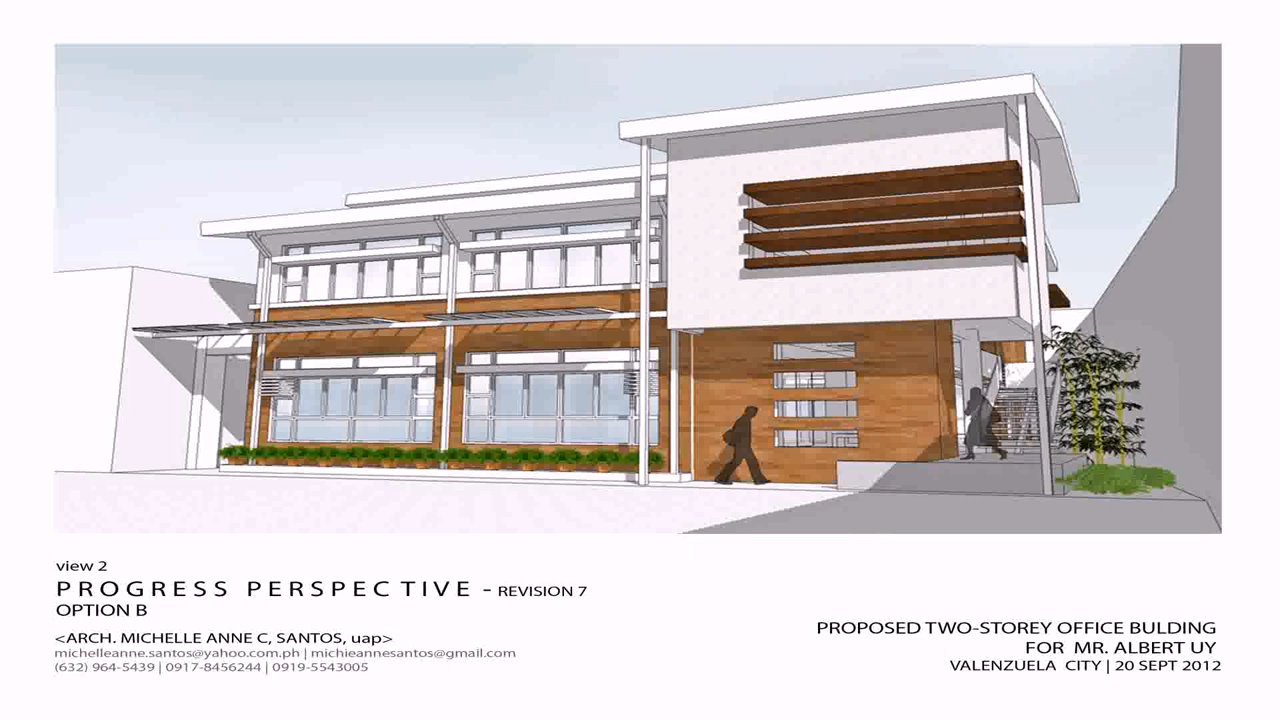 view 2
PROGRESS PERSPECTIVE - REVISION 7
OPTION B
<ARCH. MICHELLE ANNE C, SANTOS, uap>
michelleanne.santos@yahoo.com.ph | michieannesantos@gmail.com
(632) 964-5439 | 0917-8456244 | 0919-5543005
PROPOSED TWO-STOREY OFFICE BULDING
FOR MR. ALBERT UY
VALENZUELA CITY | 20 SEPT 2012